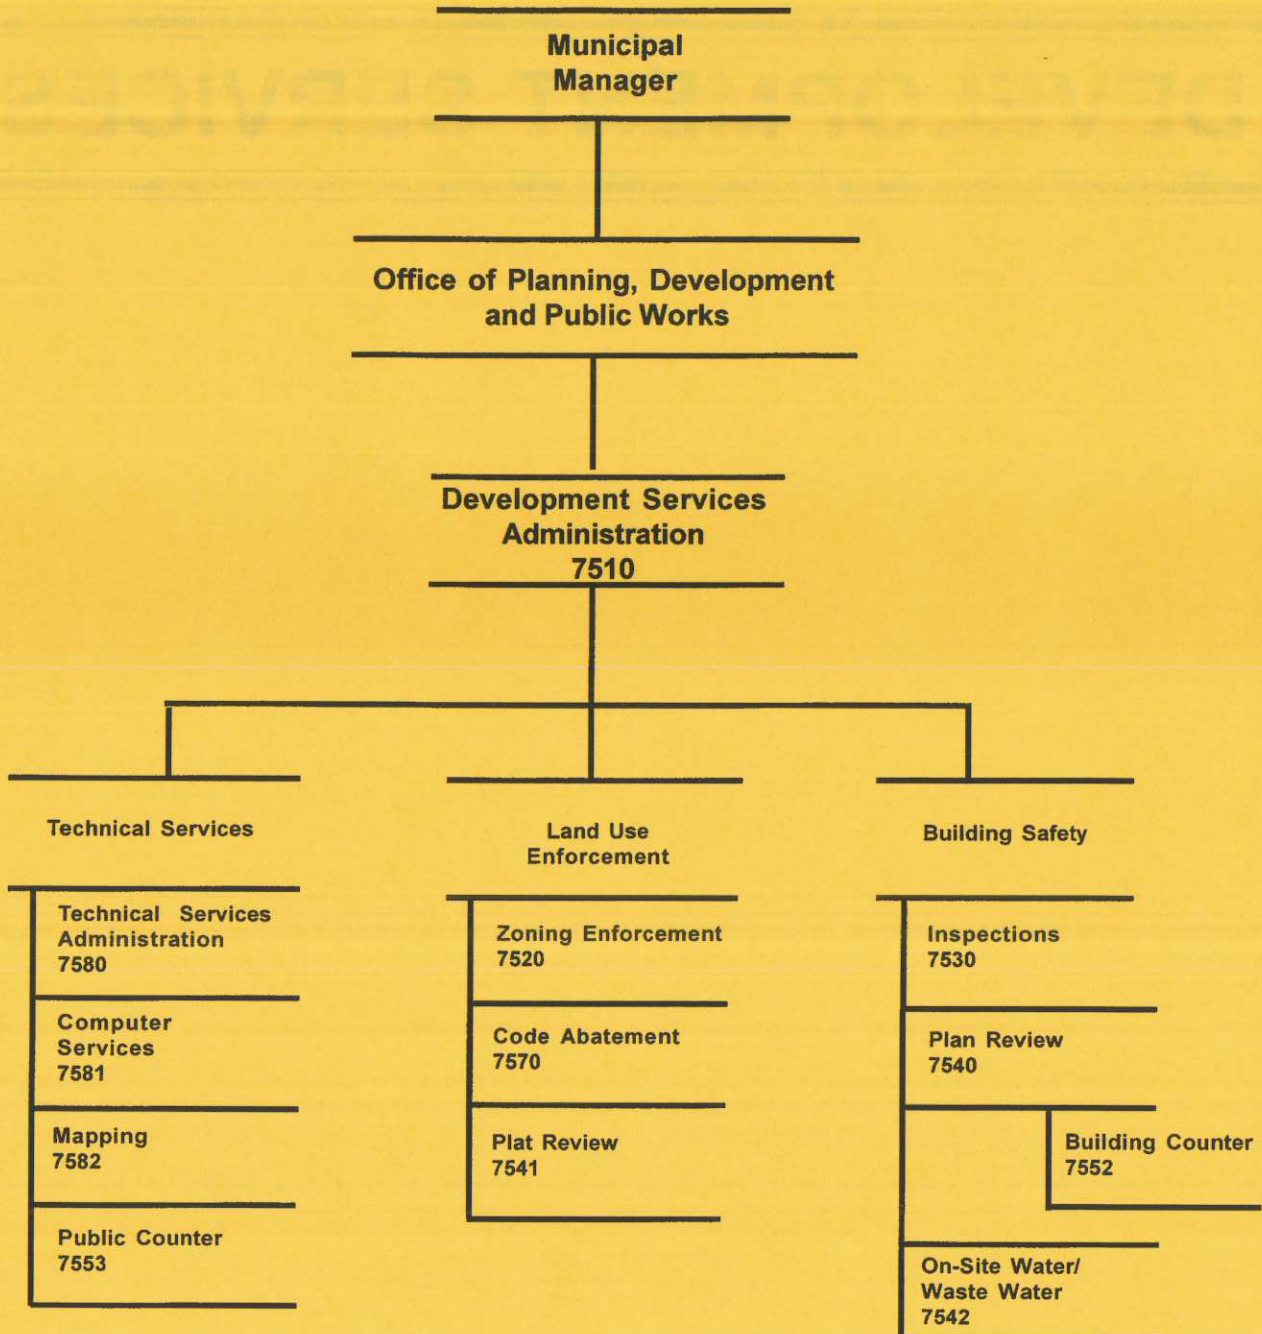 Municipal
Manager
Office of Planning, Development
and Public Works
Development Services
Administration
7510
Technical Services
Technical Services
Administration
7580
Computer
Services
7581
Mapping
7582
Public Counter
7553
Land Use
Enforcement
Zoning Enforcement
7520
Code Abatement
7570
Plat Review
7541
Building Safety
Inspections
7530
Plan Review
7540
Building Counter
7552
On-Site Water/
Waste Water
7542